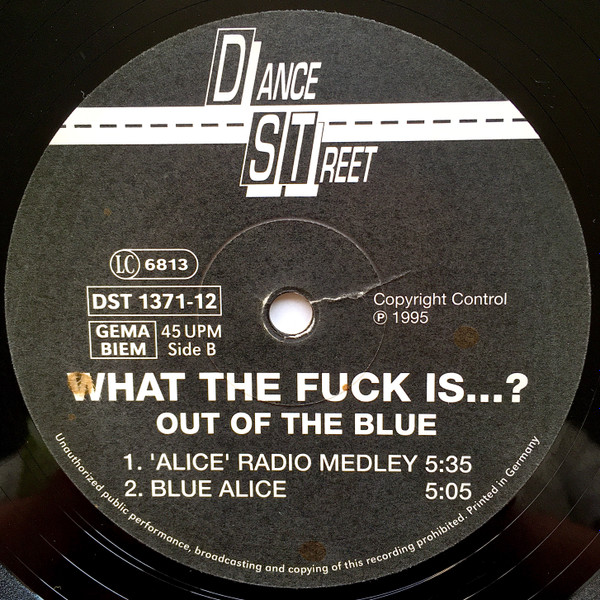 DANCE
STREET
LC 6813
DST 1371-12
GEMA
BIEM
45 UPM
Side B
Copyright Control
℗ 1995
WHAT THE FUCK IS...?
OUT OF THE BLUE
1. 'ALICE' RADIO MEDLEY 5:35
2. BLUE ALICE 5:05
Unauthorized public performance, broadcasting and copying of this recording prohibited. Printed in Germany